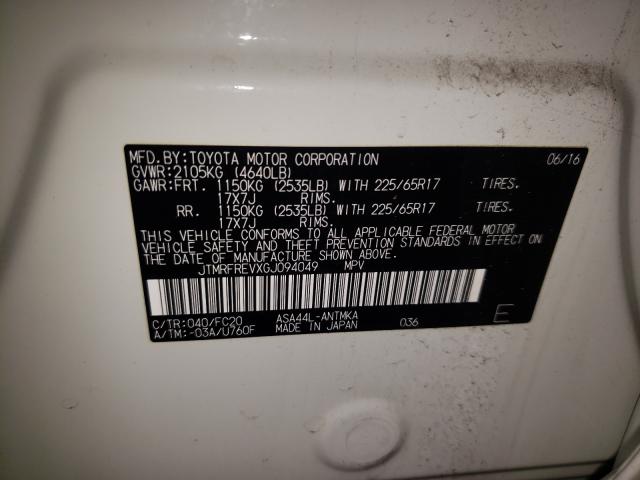 MFD.BY:TOYOTA MOTOR CORPORATION 06/16
GVWR:2105KG (4640LB)
GAWR:FRT. 1150KG (2535LB) WITH 225/65R17 TIRES.
17X7J RIMS.
RR. 1150KG (2535LB) WITH 225/65R17 TIRES.
17X7J RIMS.
THIS VEHICLE CONFORMS TO ALL APPLICABLE FEDERAL MOTOR
VEHICLE SAFETY AND THEFT PREVENTION STANDARDS IN EFFECT ON
THE DATE OF MANUFACTURE SHOWN ABOVE.
JTMRFREVXGJ094049 MPV
C/TR:040/FC20 ASA44L-ANTMKA 036 E
A/TM:-03A/U760F MADE IN JAPAN